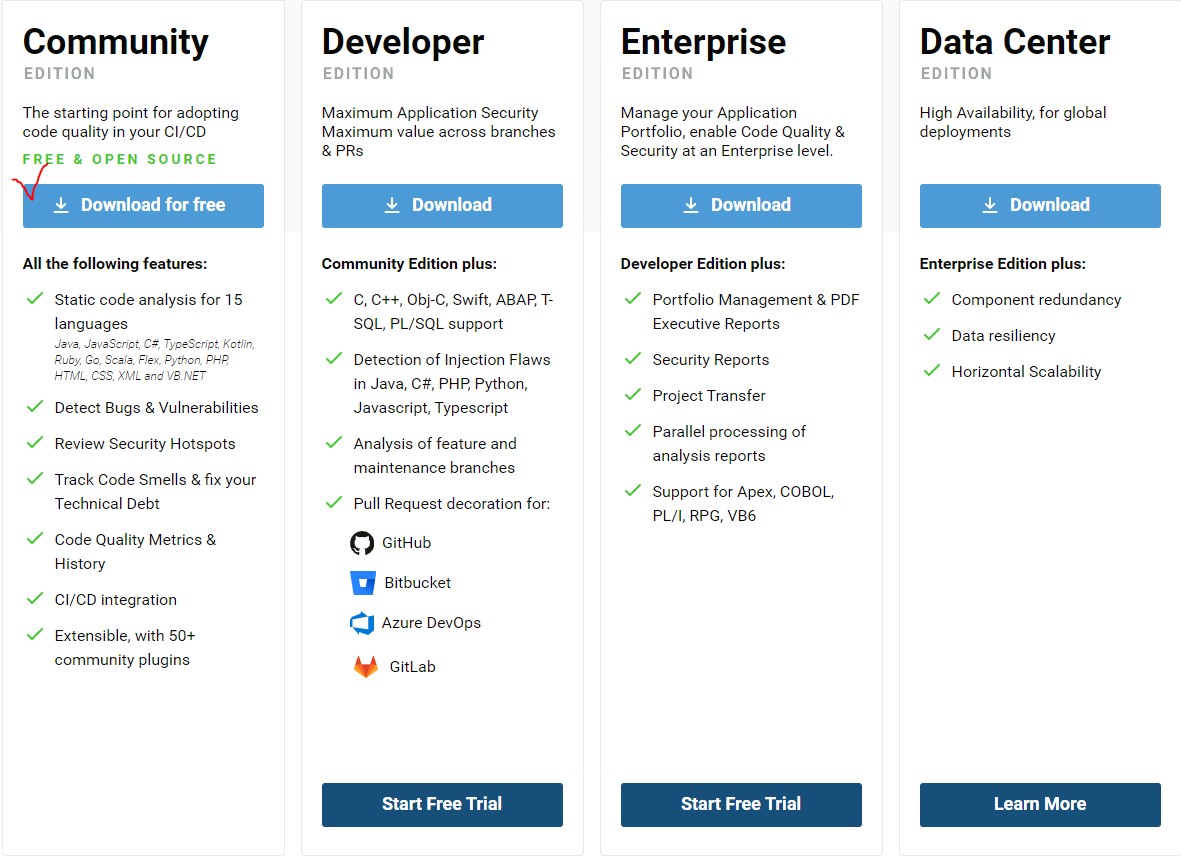 Community
EDITION
The starting point for adopting
code quality in your CI/CD
FREE & OPEN SOURCE
Download for free
All the following features:
Static code analysis for 15
languages
Java, JavaScript, C#, TypeScript, Kotlin,
Ruby, Go, Scala, Flex, Python, PHP,
HTML, CSS, XML and VB.NET
Detect Bugs & Vulnerabilities
Review Security Hotspots
Track Code Smells & fix your
Technical Debt
Code Quality Metrics &
History
CI/CD integration
Extensible, with 50+
community plugins
Developer
EDITION
Maximum Application Security
Maximum value across branches
& PRs
Download
Community Edition plus:
C, C++, Obj-C, Swift, ABAP, T-
SQL, PL/SQL support
Detection of Injection Flaws
in Java, C#, PHP, Python,
Javascript, Typescript
Analysis of feature and
maintenance branches
Pull Request decoration for:
GitHub
Bitbucket
Azure DevOps
GitLab
Start Free Trial
Enterprise
EDITION
Manage your Application
Portfolio, enable Code Quality &
Security at an Enterprise level.
Download
Developer Edition plus:
Portfolio Management & PDF
Executive Reports
Security Reports
Project Transfer
Parallel processing of
analysis reports
Support for Apex, COBOL,
PL/I, RPG, VB6
Start Free Trial
Data Center
EDITION
High Availability, for global
deployments
Download
Enterprise Edition plus:
Component redundancy
Data resiliency
Horizontal Scalability
Learn More